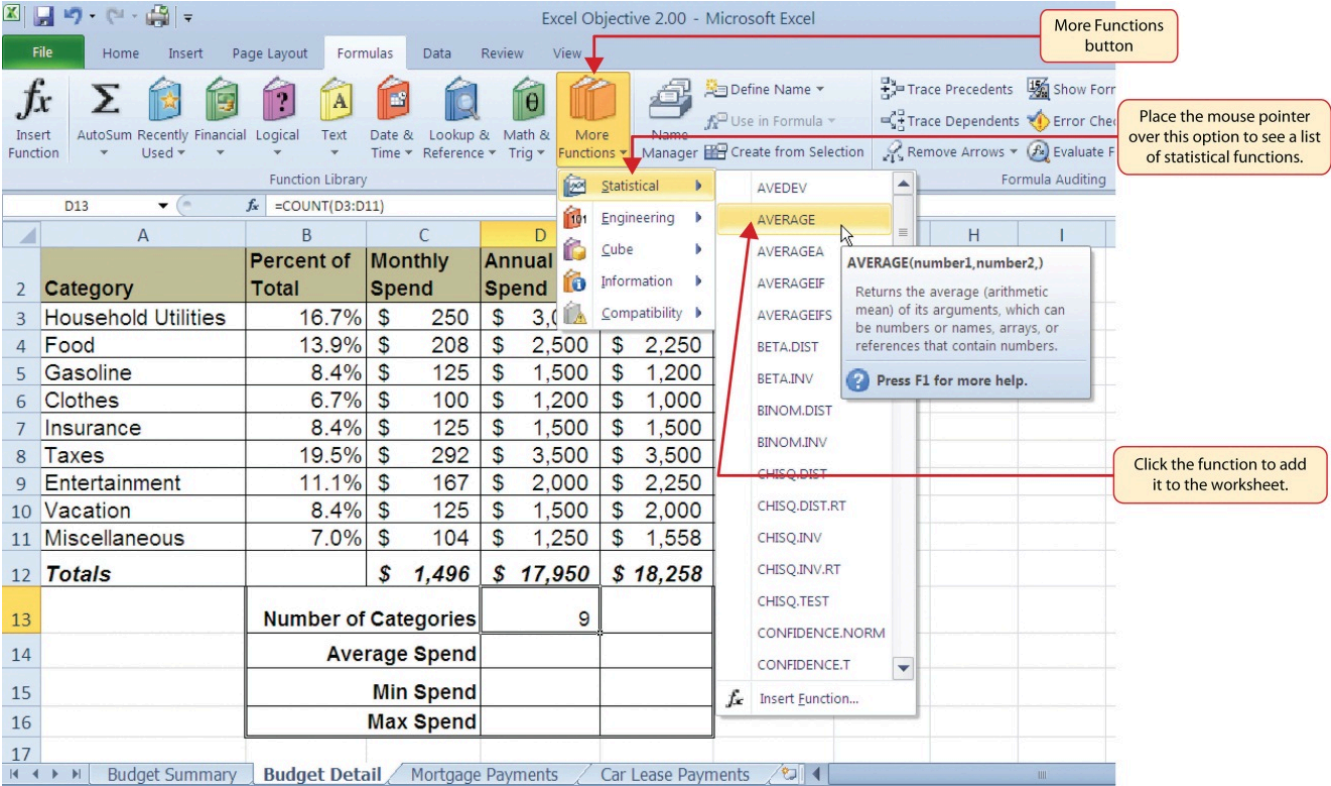 Excel Objective 2.00 - Microsoft Excel
More Functions
button
File Home Insert Page Layout Formulas Data Review View
Insert
Function
AutoSum
Recently
Used
Financial
Logical
Text
Date &
Time
Lookup &
Reference
Math &
Trig
More
Functions
Name
Manager
Define Name
Use in Formula
Create from Selection
Trace Precedents
Trace Dependents
Remove Arrows
Show Forr
Error Chec
Evaluate F
Function Library
Formula Auditing
Place the mouse pointer
over this option to see a list
of statistical functions.
D13 fx =COUNT(D3:D11)
Statistical
Engineering
Cube
Information
Compatibility
AVEDEV
AVERAGE
AVERAGEA
AVERAGEIF
AVERAGEIFS
BETA.DIST
BETA.INV
BINOM.DIST
BINOM.INV
CHISQ.DIST
CHISQ.DIST.RT
CHISQ.INV
CHISQ.INV.RT
CHISQ.TEST
CONFIDENCE.NORM
CONFIDENCE.T
Insert Function...
AVERAGE(number1,number2,)
Returns the average (arithmetic
mean) of its arguments, which can
be numbers or names, arrays, or
references that contain numbers.
Press F1 for more help.
Click the function to add
it to the worksheet.
A B C D H I
2 Category Percent of Total Monthly Spend Annual Spend
3 Household Utilities 16.7% $ 250 $ 3,0
4 Food 13.9% $ 208 $ 2,500 $ 2,250
5 Gasoline 8.4% $ 125 $ 1,500 $ 1,200
6 Clothes 6.7% $ 100 $ 1,200 $ 1,000
7 Insurance 8.4% $ 125 $ 1,500 $ 1,500
8 Taxes 19.5% $ 292 $ 3,500 $ 3,500
9 Entertainment 11.1% $ 167 $ 2,000 $ 2,250
10 Vacation 8.4% $ 125 $ 1,500 $ 2,000
11 Miscellaneous 7.0% $ 104 $ 1,250 $ 1,558
12 Totals $ 1,496 $ 17,950 $ 18,258
13 Number of Categories 9
14 Average Spend
15 Min Spend
16 Max Spend
17
Budget Summary Budget Detail Mortgage Payments Car Lease Payments